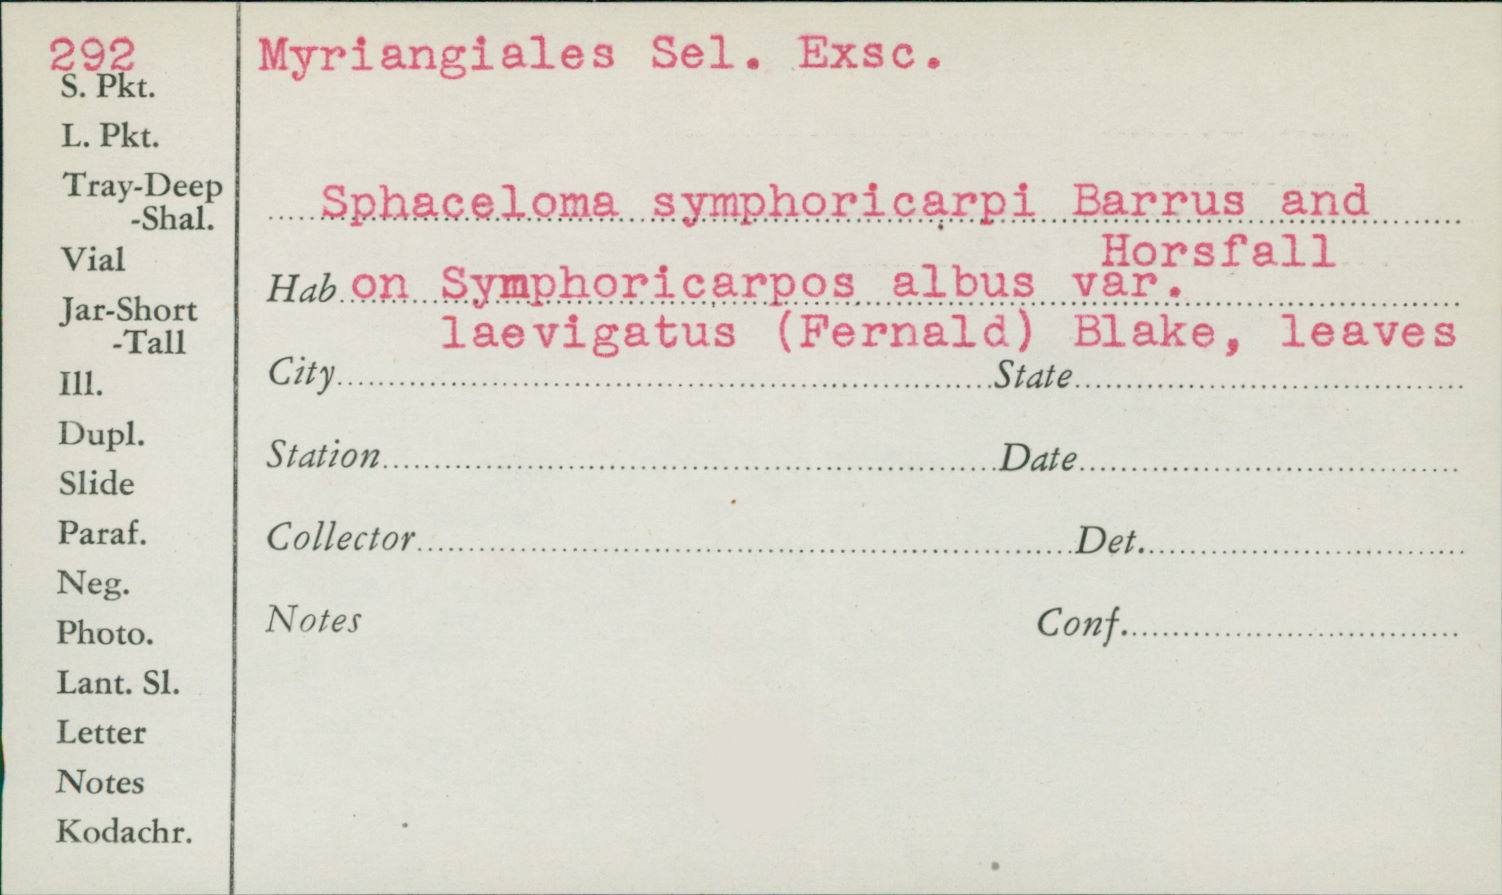 292
S. Pkt.
L. Pkt.
Tray-Deep
-Shal.
Vial
Jar-Short
-Tall
Ill.
Dupl.
Slide
Paraf.
Neg.
Photo.
Lant. Sl.
Letter
Notes
Kodachr.
Myriangiales Sel. Exsc.
Sphaceloma symphoricarpi Barrus and
Horsfall
Hab on Symphoricarpos albus var.
laevigatus (Fernald) Blake, leaves
City State
Station Date
Collector Det.
Notes Conf.